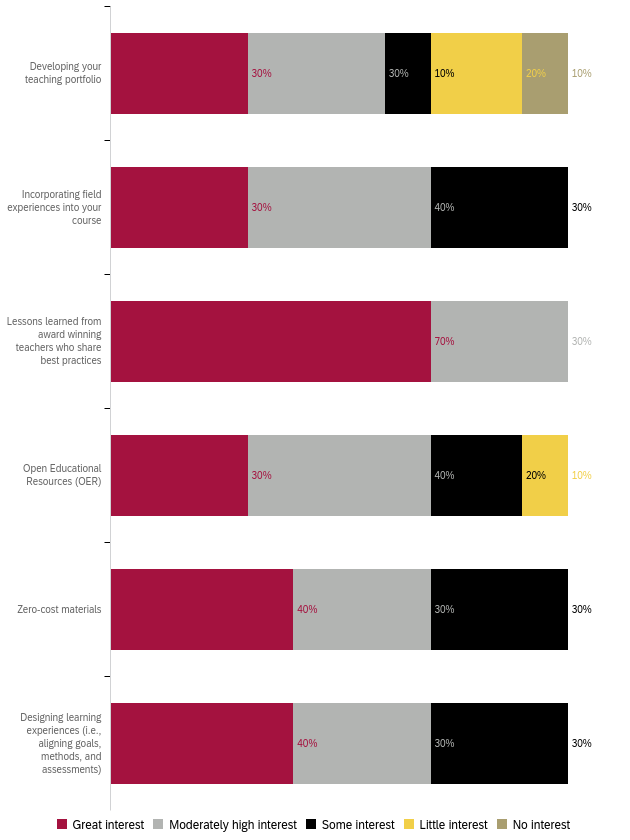 Developing your
teaching portfolio
30%
30%
10%
20%
10%
Incorporating field
experiences into your
course
30%
40%
30%
Lessons learned from
award winning
teachers who share
best practices
70%
30%
Open Educational
Resources (OER)
30%
40%
20%
10%
Zero-cost materials
40%
30%
30%
Designing learning
experiences (i.e.,
aligning goals,
methods, and
assessments)
40%
30%
30%
Great interest Moderately high interest Some interest Little interest No interest